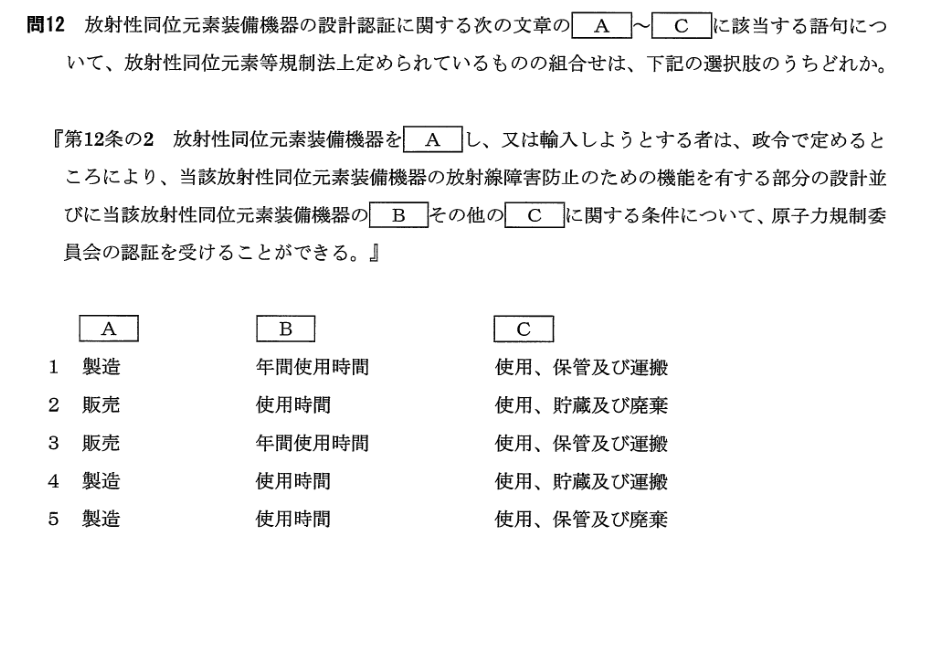 問12 放射性同位元素装備機器の設計認証に関する次の文章の A ~ C に該当する語句につ
いて、放射性同位元素等規制法上定められているものの組合せは、下記の選択肢のうちどれか。
『第12条の2 放射性同位元素装備機器を A し、又は輸入しようとする者は、政令で定めると
ころにより、当該放射性同位元素装備機器の放射線障害防止のための機能を有する部分の設計並
びに当該放射性同位元素装備機器の B その他の C に関する条件について、原子力規制委
員会の認証を受けることができる。』
A B C
1 製造 年間使用時間 使用、保管及び運搬
2 販売 使用時間 使用、貯蔵及び廃棄
3 販売 年間使用時間 使用、保管及び運搬
4 製造 使用時間 使用、貯蔵及び運搬
5 製造 使用時間 使用、保管及び廃棄